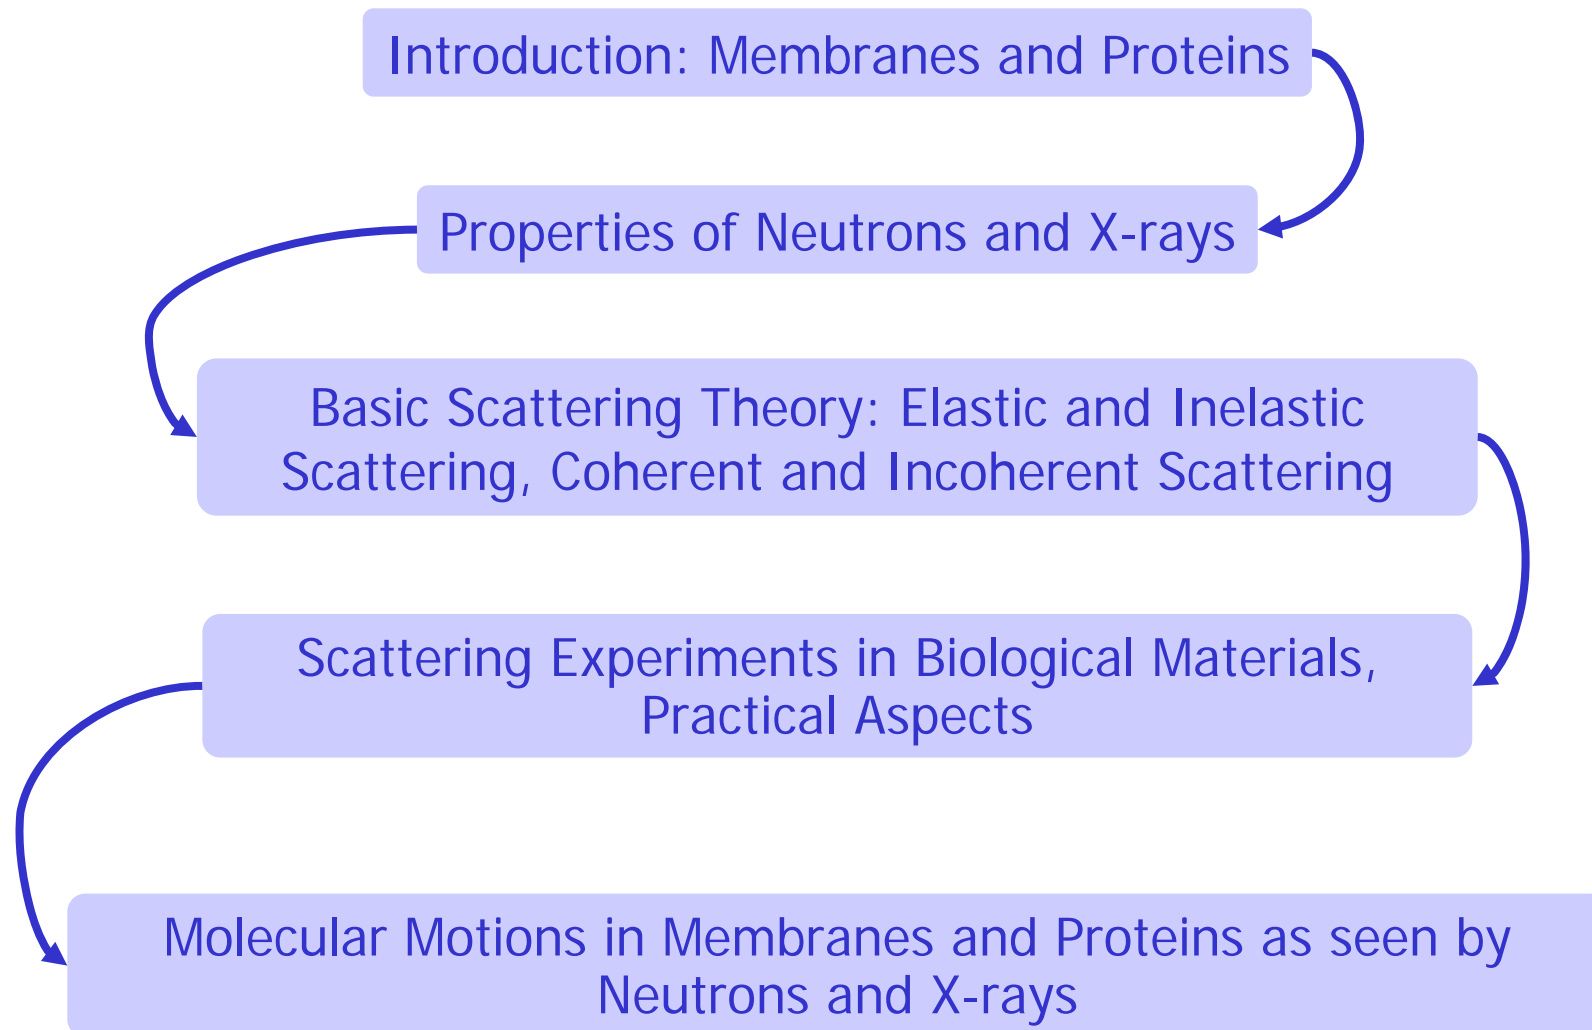 Introduction: Membranes and Proteins
Properties of Neutrons and X-rays
Basic Scattering Theory: Elastic and Inelastic
Scattering, Coherent and Incoherent Scattering
Scattering Experiments in Biological Materials,
Practical Aspects
Molecular Motions in Membranes and Proteins as seen by
Neutrons and X-rays